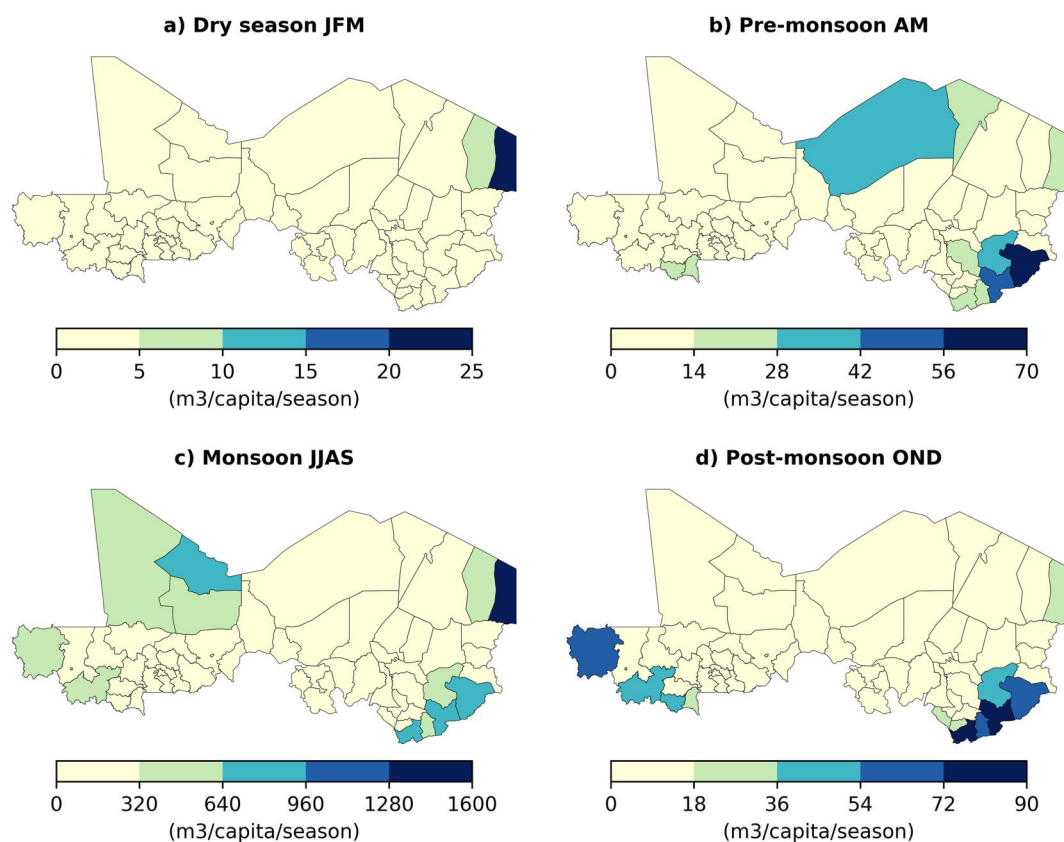 a) Dry season JFM
b) Pre-monsoon AM
0 5 10 15 20 25
(m3/capita/season)
0 14 28 42 56 70
(m3/capita/season)
c) Monsoon JJAS
d) Post-monsoon OND
0 320 640 960 1280 1600
(m3/capita/season)
0 18 36 54 72 90
(m3/capita/season)